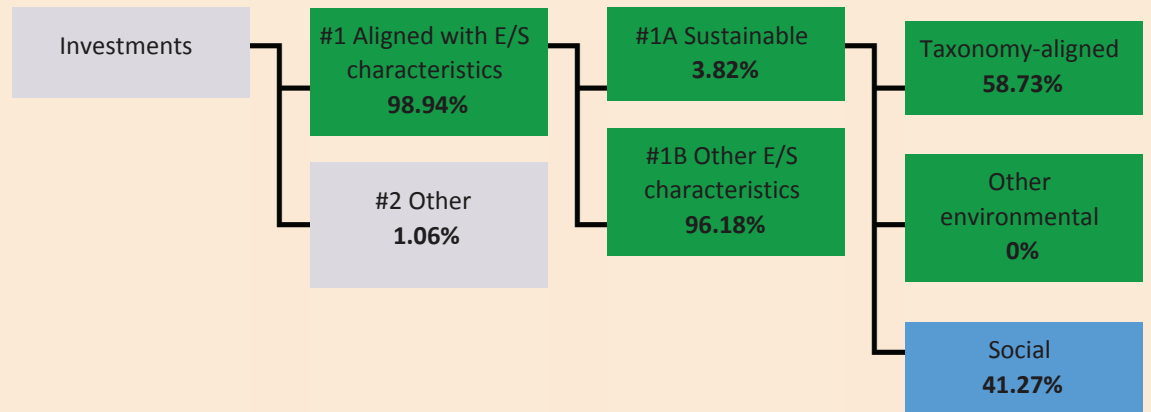 Investments
#1 Aligned with E/S
characteristics
98.94%
#2 Other
1.06%
#1A Sustainable
3.82%
#1B Other E/S
characteristics
96.18%
Taxonomy-aligned
58.73%
Other
environmental
0%
Social
41.27%